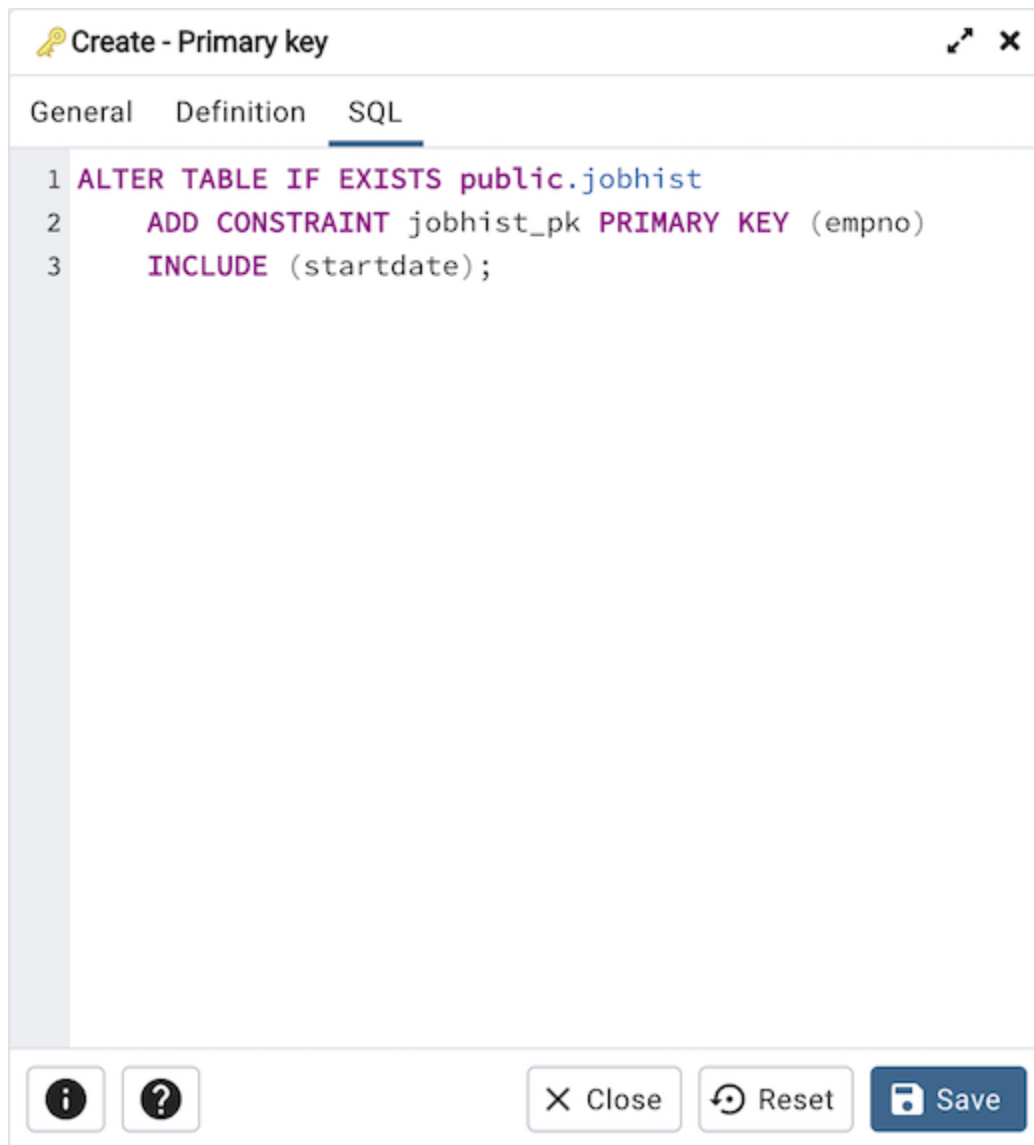 Create - Primary key
General Definition SQL
1 ALTER TABLE IF EXISTS public.jobhist
2     ADD CONSTRAINT jobhist_pk PRIMARY KEY (empno)
3     INCLUDE (startdate);
Close Reset Save